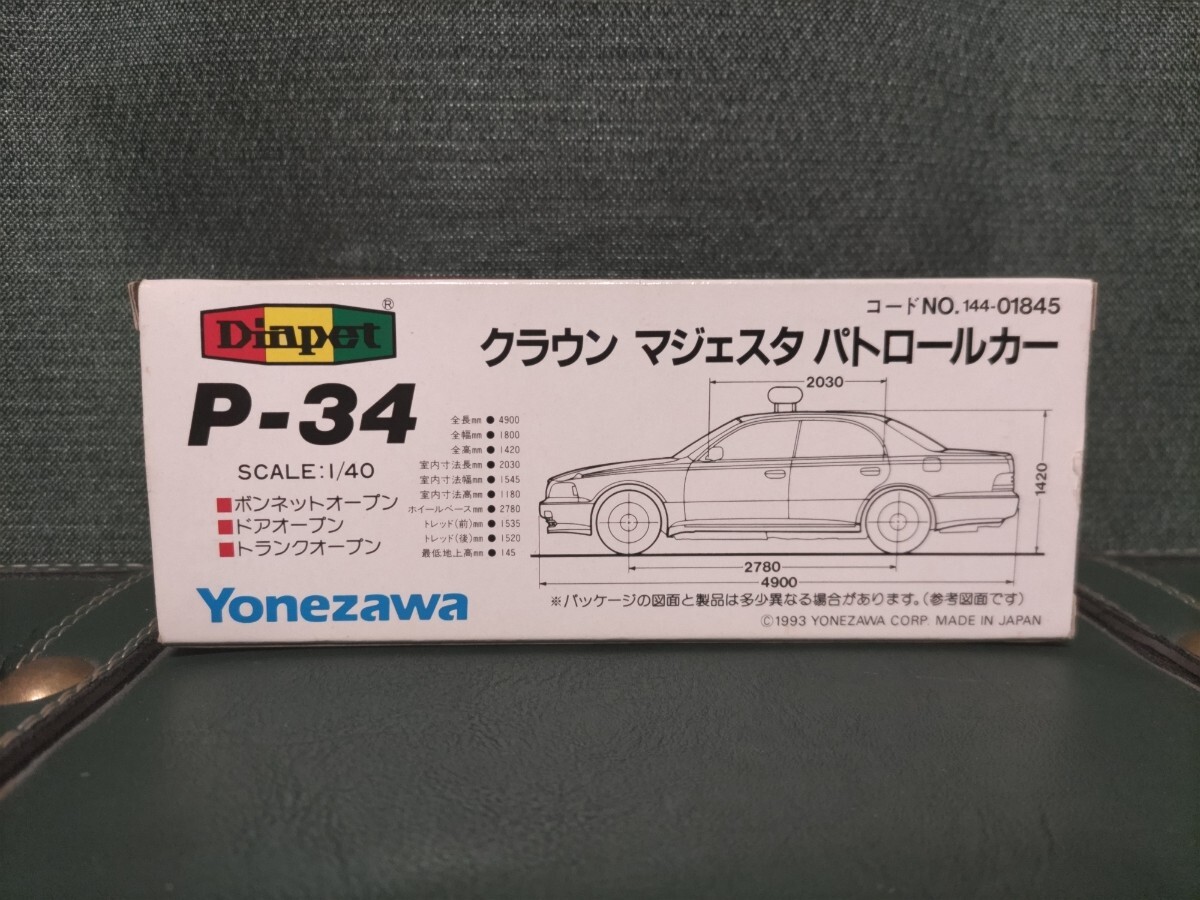 Diapet®
コードNO.144-01845
クラウン マジェスタ パトロールカー
P-34
SCALE:1/40
■ボンネットオープン
■ドアオープン
■トランクオープン
全長mm ● 4900
全幅mm ● 1800
全高mm ● 1420
室内寸法長mm ● 2030
室内寸法幅mm ● 1545
室内寸法高mm ● 1180
ホイールベースmm ● 2780
トレッド(前)mm ● 1535
トレッド(後)mm ● 1520
最低地上高mm ● 145
2030
1420
2780
4900
Yonezawa
※パッケージの図面と製品は多少異なる場合があります。(参考図面です)
©1993 YONEZAWA CORP. MADE IN JAPAN